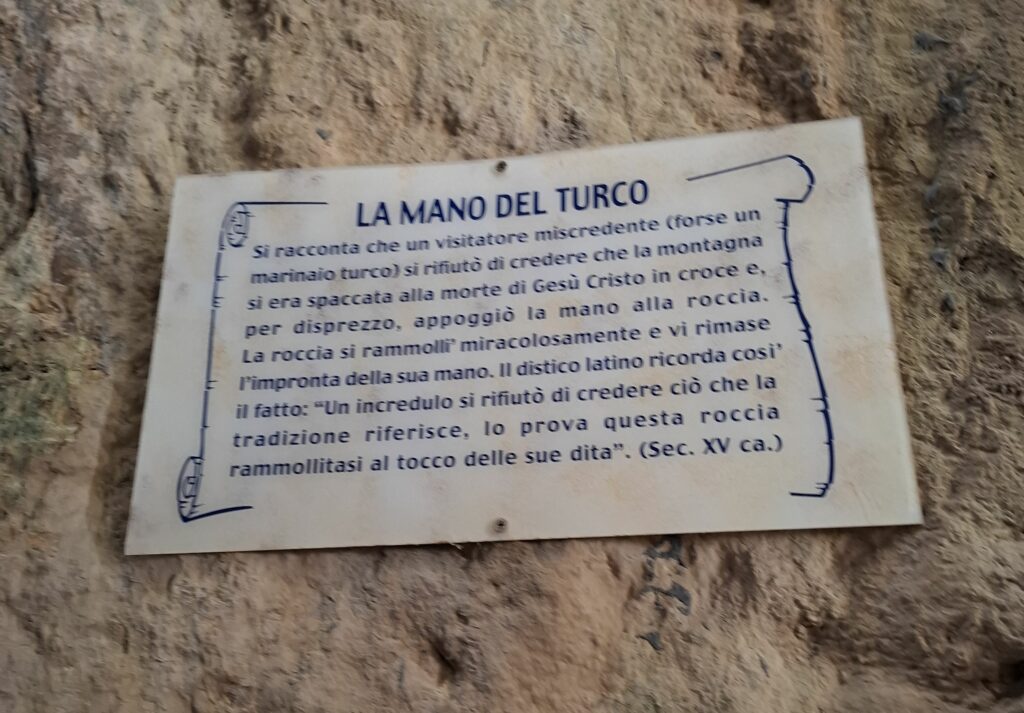 LA MANO DEL TURCO
Si racconta che un visitatore miscredente (forse un
marinaio turco) si rifiutò di credere che la montagna
si era spaccata alla morte di Gesù Cristo in croce e,
per disprezzo, appoggiò la mano alla roccia.
La roccia si rammolli' miracolosamente e vi rimase
l'impronta della sua mano. Il distico latino ricorda cosi'
il fatto: “Un incredulo si rifiutò di credere ciò che la
tradizione riferisce, lo prova questa roccia
rammollitasi al tocco delle sue dita”. (Sec. XV ca.)